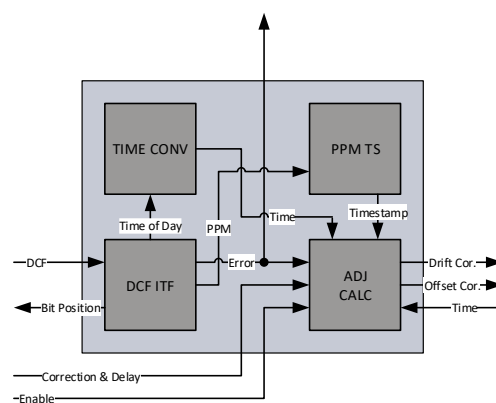 TIME CONV
PPM TS
Time of Day
PPM
Time
Timestamp
DCF
DCF ITF
Error
ADJ
CALC
Drift Cor.
Offset Cor.
Bit Position
Time
Correction & Delay
Enable